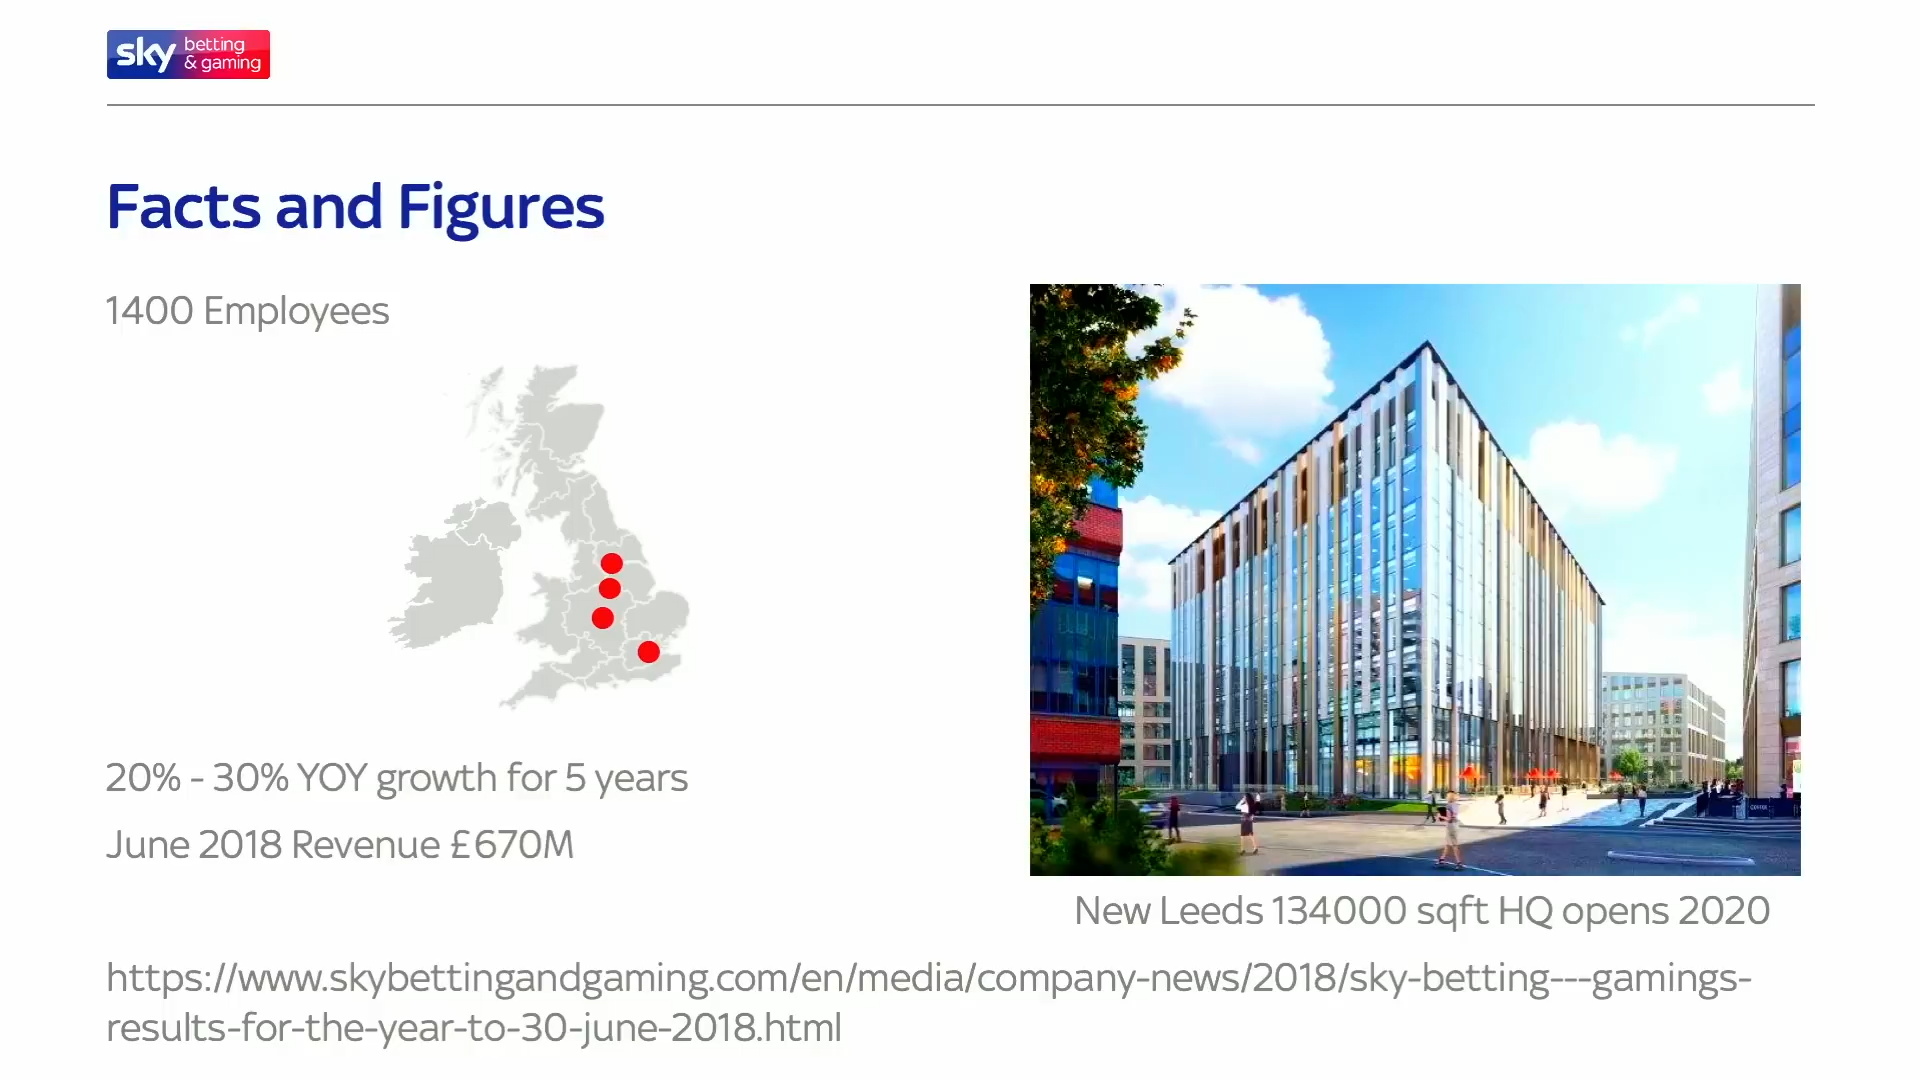 sky betting
& gaming
Facts and Figures
1400 Employees
20% - 30% YOY growth for 5 years
June 2018 Revenue £670M
New Leeds 134000 sqft HQ opens 2020
https://www.skybettingandgaming.com/en/media/company-news/2018/sky-betting---gamings-
results-for-the-year-to-30-june-2018.html